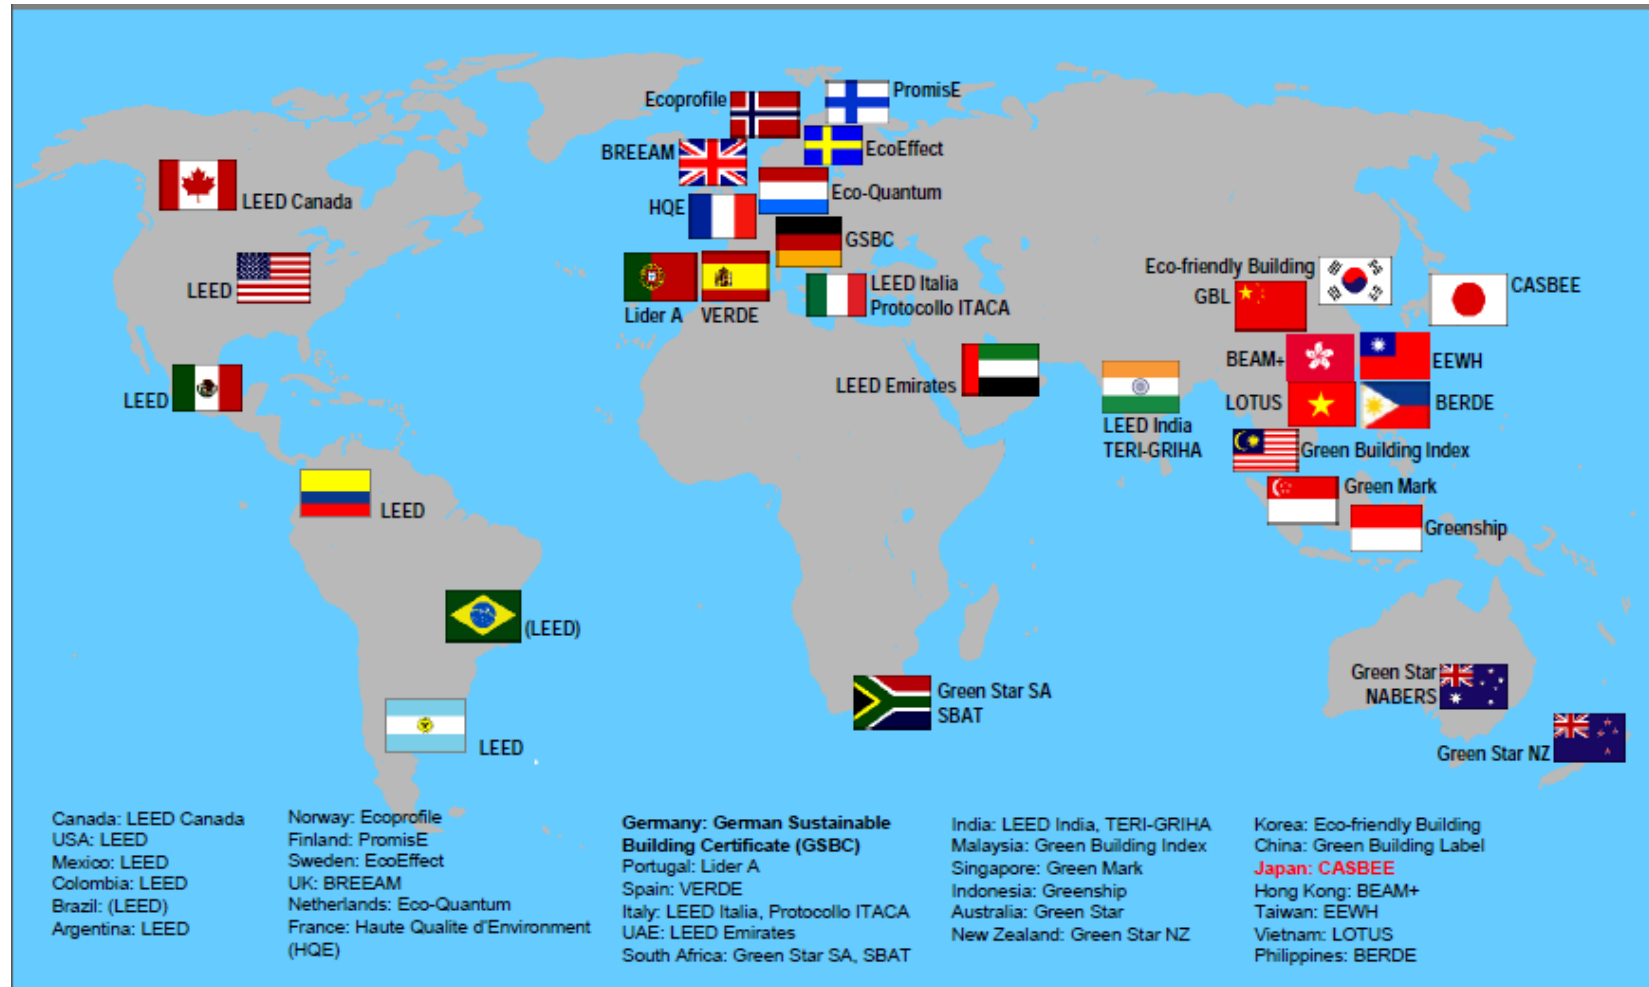 Ecoprofile
PromisE
BREEAM
EcoEffect
LEED Canada
Eco-Quantum
HQE
GSBC
LEED
LEED Italia
Protocollo ITACA
Lider A
VERDE
Eco-friendly Building
GBL
CASBEE
LEED
LEED Emirates
LEED India
TERI-GRIHA
BEAM+
EEWH
LOTUS
BERDE
Green Building Index
Green Mark
Greenship
LEED
(LEED)
LEED
Green Star SA
SBAT
Green Star
NABERS
Green Star NZ
Canada: LEED Canada
USA: LEED
Mexico: LEED
Colombia: LEED
Brazil: (LEED)
Argentina: LEED
Norway: Ecoprofile
Finland: PromisE
Sweden: EcoEffect
UK: BREEAM
Netherlands: Eco-Quantum
France: Haute Qualite d'Environment
(HQE)
Germany: German Sustainable
Building Certificate (GSBC)
Portugal: Lider A
Spain: VERDE
Italy: LEED Italia, Protocollo ITACA
UAE: LEED Emirates
South Africa: Green Star SA, SBAT
India: LEED India, TERI-GRIHA
Malaysia: Green Building Index
Singapore: Green Mark
Indonesia: Greenship
Australia: Green Star
New Zealand: Green Star NZ
Korea: Eco-friendly Building
China: Green Building Label
Japan: CASBEE
Hong Kong: BEAM+
Taiwan: EEWH
Vietnam: LOTUS
Philippines: BERDE